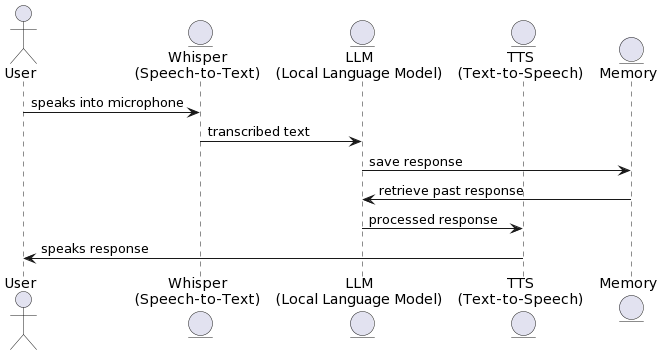 User
Whisper
(Speech-to-Text)
LLM
(Local Language Model)
TTS
(Text-to-Speech)
Memory
speaks into microphone
transcribed text
save response
retrieve past response
processed response
speaks response
User
Whisper
(Speech-to-Text)
LLM
(Local Language Model)
TTS
(Text-to-Speech)
Memory